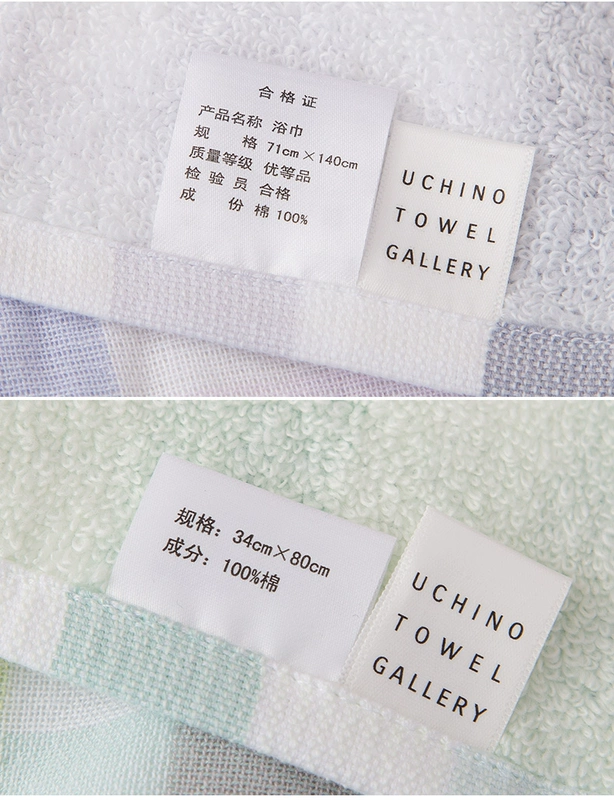 合格证
产品名称 浴巾
规 格 71cm×140cm
质量等级 优等品
检验员 合格
成 份 棉 100%
UCHINO
TOWEL
GALLERY
规格：34cm×80cm
成分：100%棉
UCHINO
TOWEL
GALLERY